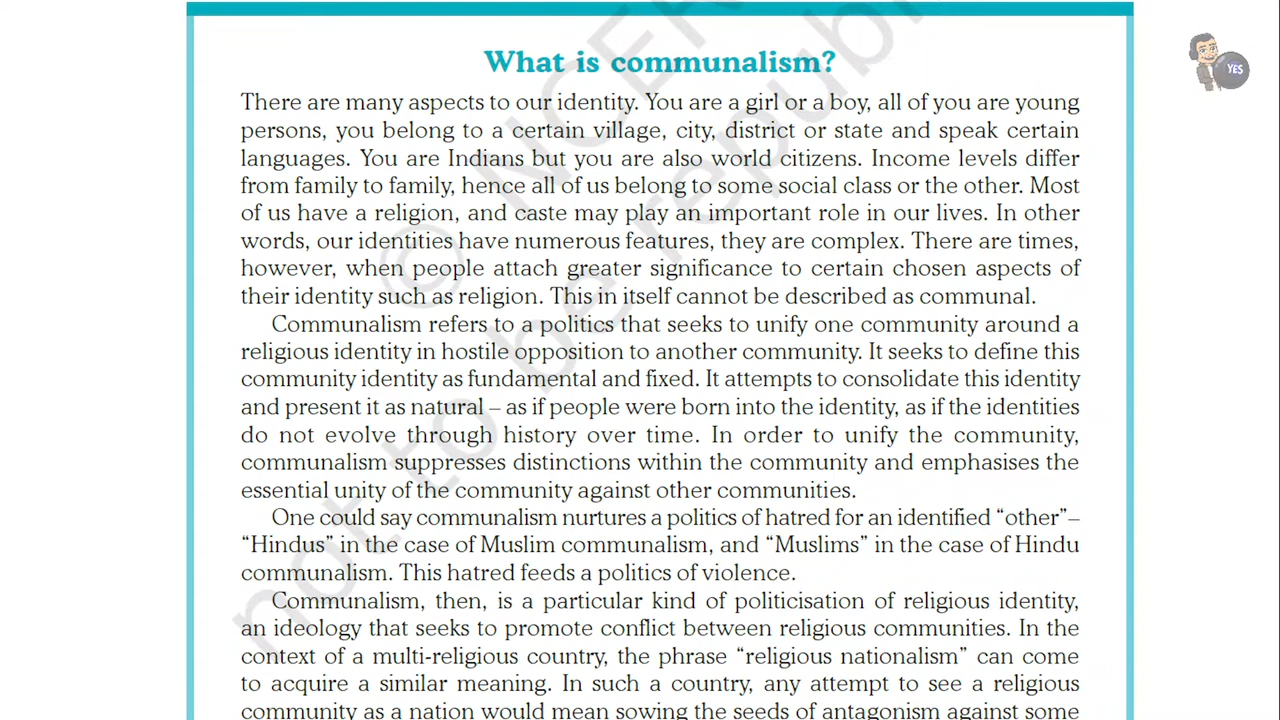 What is communalism?
YES
There are many aspects to our identity. You are a girl or a boy, all of you are young
persons, you belong to a certain village, city, district or state and speak certain
languages. You are Indians but you are also world citizens. Income levels differ
from family to family, hence all of us belong to some social class or the other. Most
of us have a religion, and caste may play an important role in our lives. In other
words, our identities have numerous features, they are complex. There are times,
however, when people attach greater significance to certain chosen aspects of
their identity such as religion. This in itself cannot be described as communal.
Communalism refers to a politics that seeks to unify one community around a
religious identity in hostile opposition to another community. It seeks to define this
community identity as fundamental and fixed. It attempts to consolidate this identity
and present it as natural – as if people were born into the identity, as if the identities
do not evolve through history over time. In order to unify the community,
communalism suppresses distinctions within the community and emphasises the
essential unity of the community against other communities.
One could say communalism nurtures a politics of hatred for an identified “other”–
“Hindus” in the case of Muslim communalism, and “Muslims” in the case of Hindu
communalism. This hatred feeds a politics of violence.
Communalism, then, is a particular kind of politicisation of religious identity,
an ideology that seeks to promote conflict between religious communities. In the
context of a multi-religious country, the phrase “religious nationalism” can come
to acquire a similar meaning. In such a country, any attempt to see a religious
community as a nation would mean sowing the seeds of antagonism against some
© NCER
not to be republi